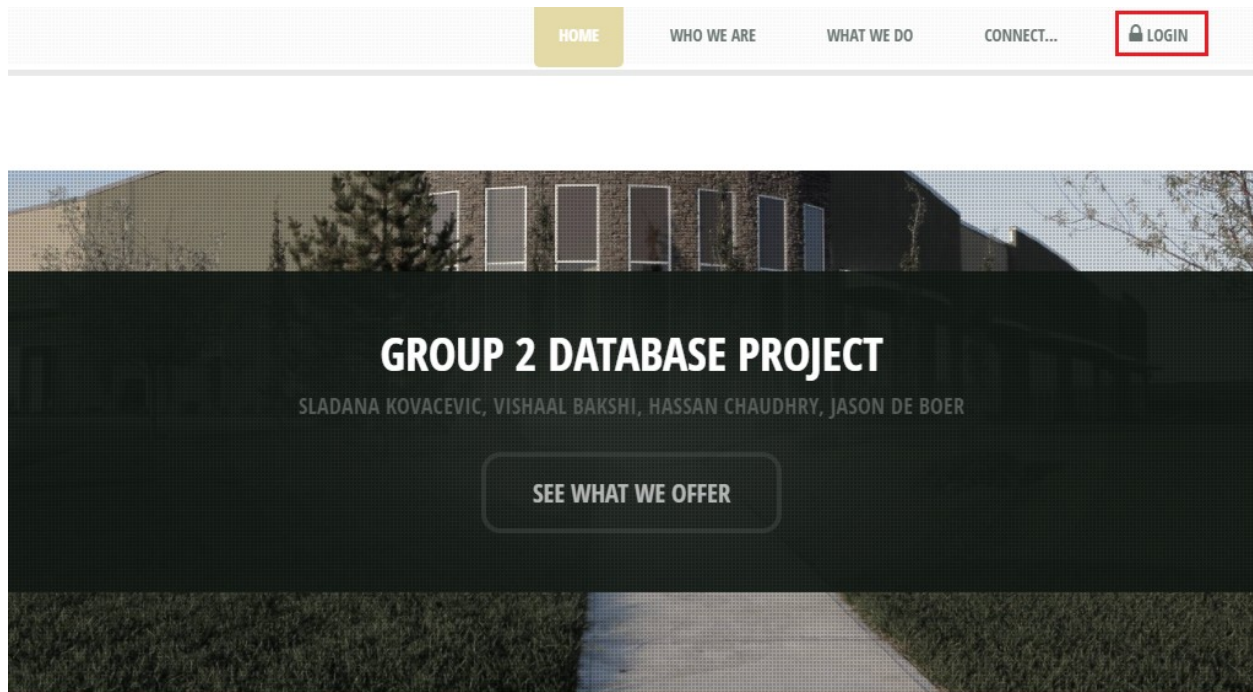 HOME WHO WE ARE WHAT WE DO CONNECT... LOGIN
GROUP 2 DATABASE PROJECT
SLADANA KOVACEVIC, VISHAAL BAKSHI, HASSAN CHAUDHRY, JASON DE BOER
SEE WHAT WE OFFER